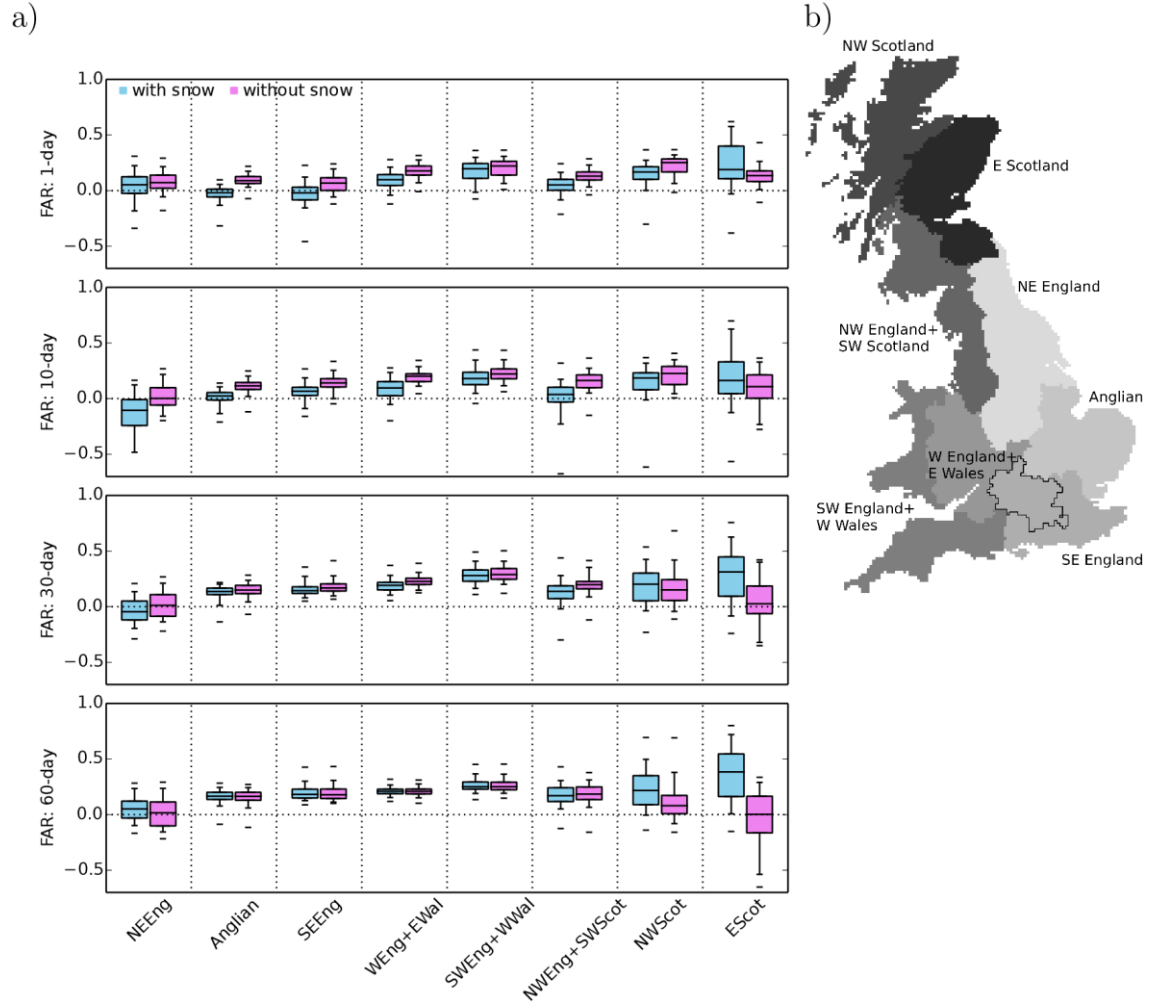 a)
1.0
0.5
0.0
−0.5
FAR: 1-day
with snow
without snow
1.0
0.5
0.0
−0.5
FAR: 10-day
1.0
0.5
0.0
−0.5
FAR: 30-day
1.0
0.5
0.0
−0.5
FAR: 60-day
NEEng
Anglian
SEEng
WEng+EWal
SWEng+WWal
NWEng+SWScot
NWScot
EScot
b)
NW Scotland
E Scotland
NE England
NW England+
SW Scotland
Anglian
W England+
E Wales
SW England+
W Wales
SE England